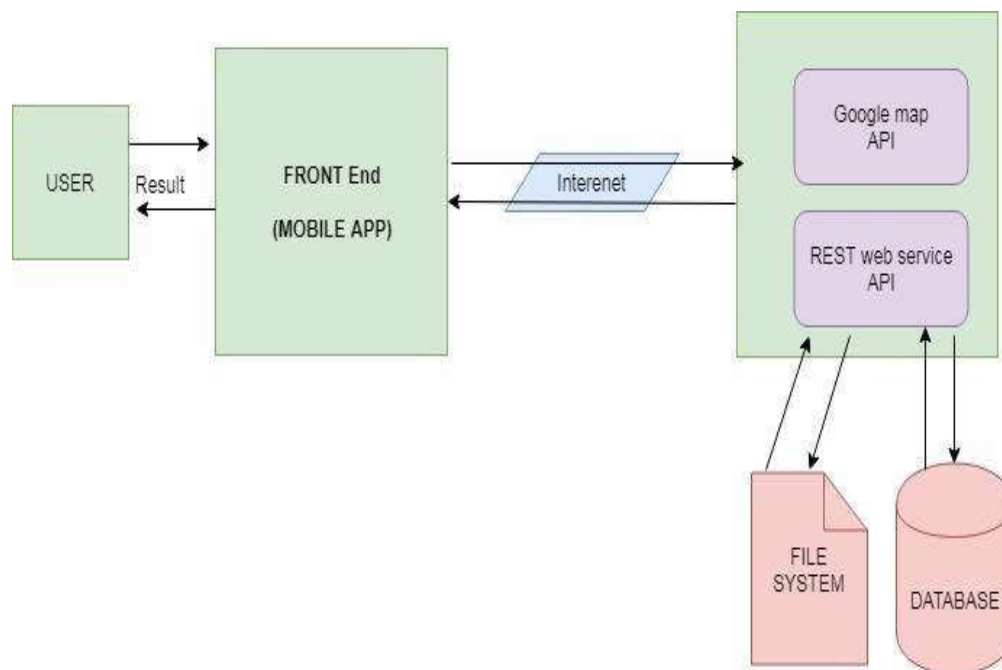 USER
Result
FRONT End
(MOBILE APP)
Interenet
Google map
API
REST web service
API
FILE
SYSTEM
DATABASE